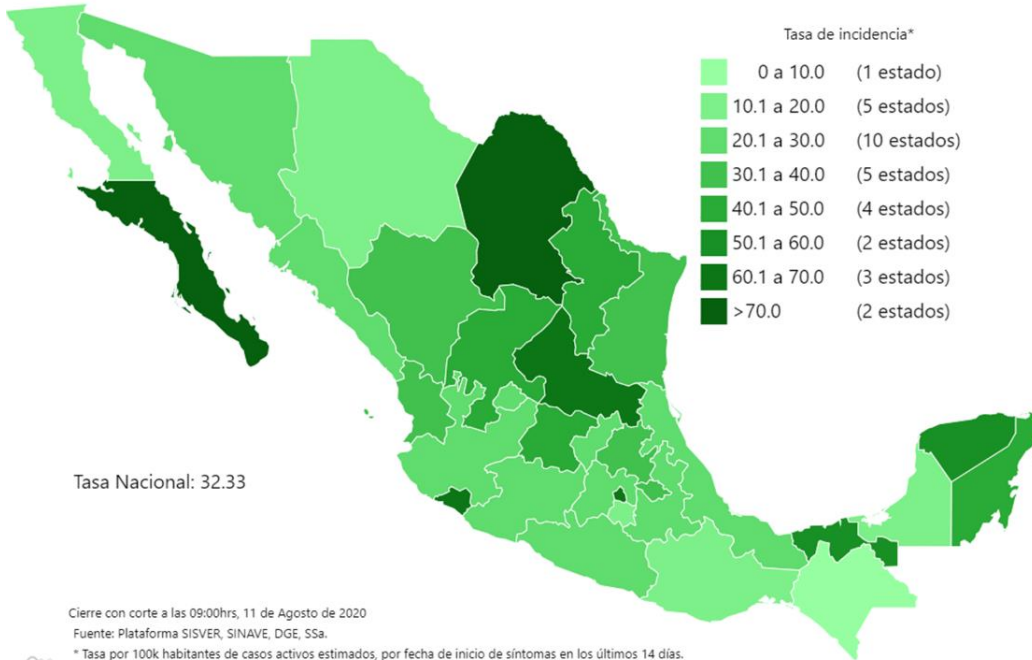 Tasa de incidencia*
0 a 10.0 (1 estado)
10.1 a 20.0 (5 estados)
20.1 a 30.0 (10 estados)
30.1 a 40.0 (5 estados)
40.1 a 50.0 (4 estados)
50.1 a 60.0 (2 estados)
60.1 a 70.0 (3 estados)
>70.0 (2 estados)
Tasa Nacional: 32.33
Cierre con corte a las 09:00hrs, 11 de Agosto de 2020
Fuente: Plataforma SISVER, SINAVE, DGE, SSa.
* Tasa por 100k habitantes de casos activos estimados, por fecha de inicio de síntomas en los últimos 14 días.